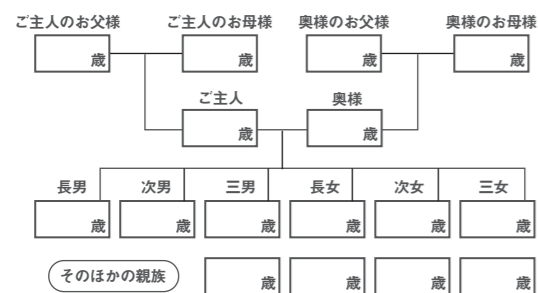 ご主人のお父様 ご主人のお母様 奥様のお父様 奥様のお母様
歳 歳 歳 歳
ご主人 奥様
歳 歳
長男 次男 三男 長女 次女 三女
歳 歳 歳 歳 歳 歳
そのほかの親族 歳 歳 歳 歳